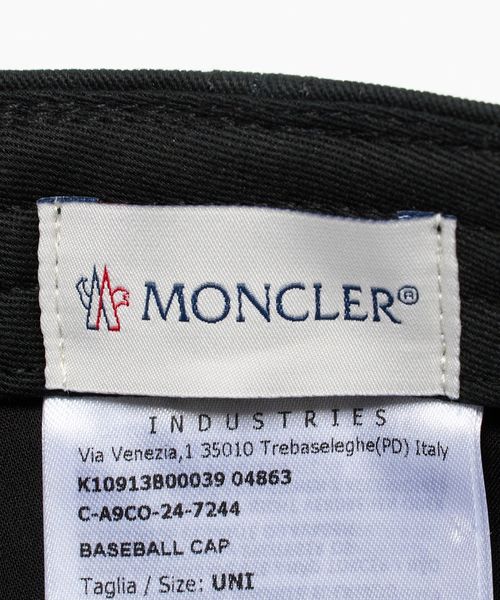 MONCLER®
INDUSTRIES
Via Venezia,1 35010 Trebaseleghe(PD) Italy
K10913B00039 04863
C-A9CO-24-7244
BASEBALL CAP
Taglia / Size: UNI